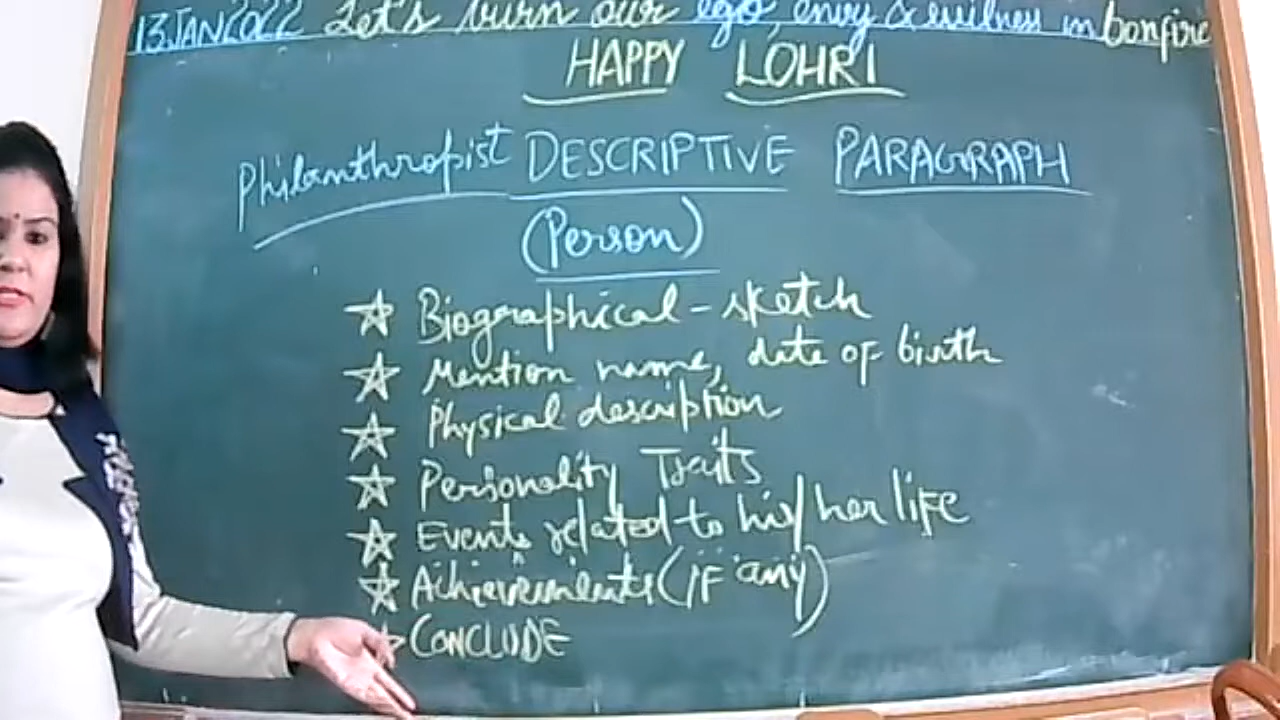 13 JAN 2022 Let's burn our ego, envy & evilness in bonfire
HAPPY LOHRI
Philanthropist DESCRIPTIVE PARAGRAPH
(Person)
☆ Biographical-sketch
☆ Mention name, date of birth
☆ Physical description
☆ Personality Traits
☆ Events related to his/her life
☆ Achievements (IF any)
☆ CONCLUDE